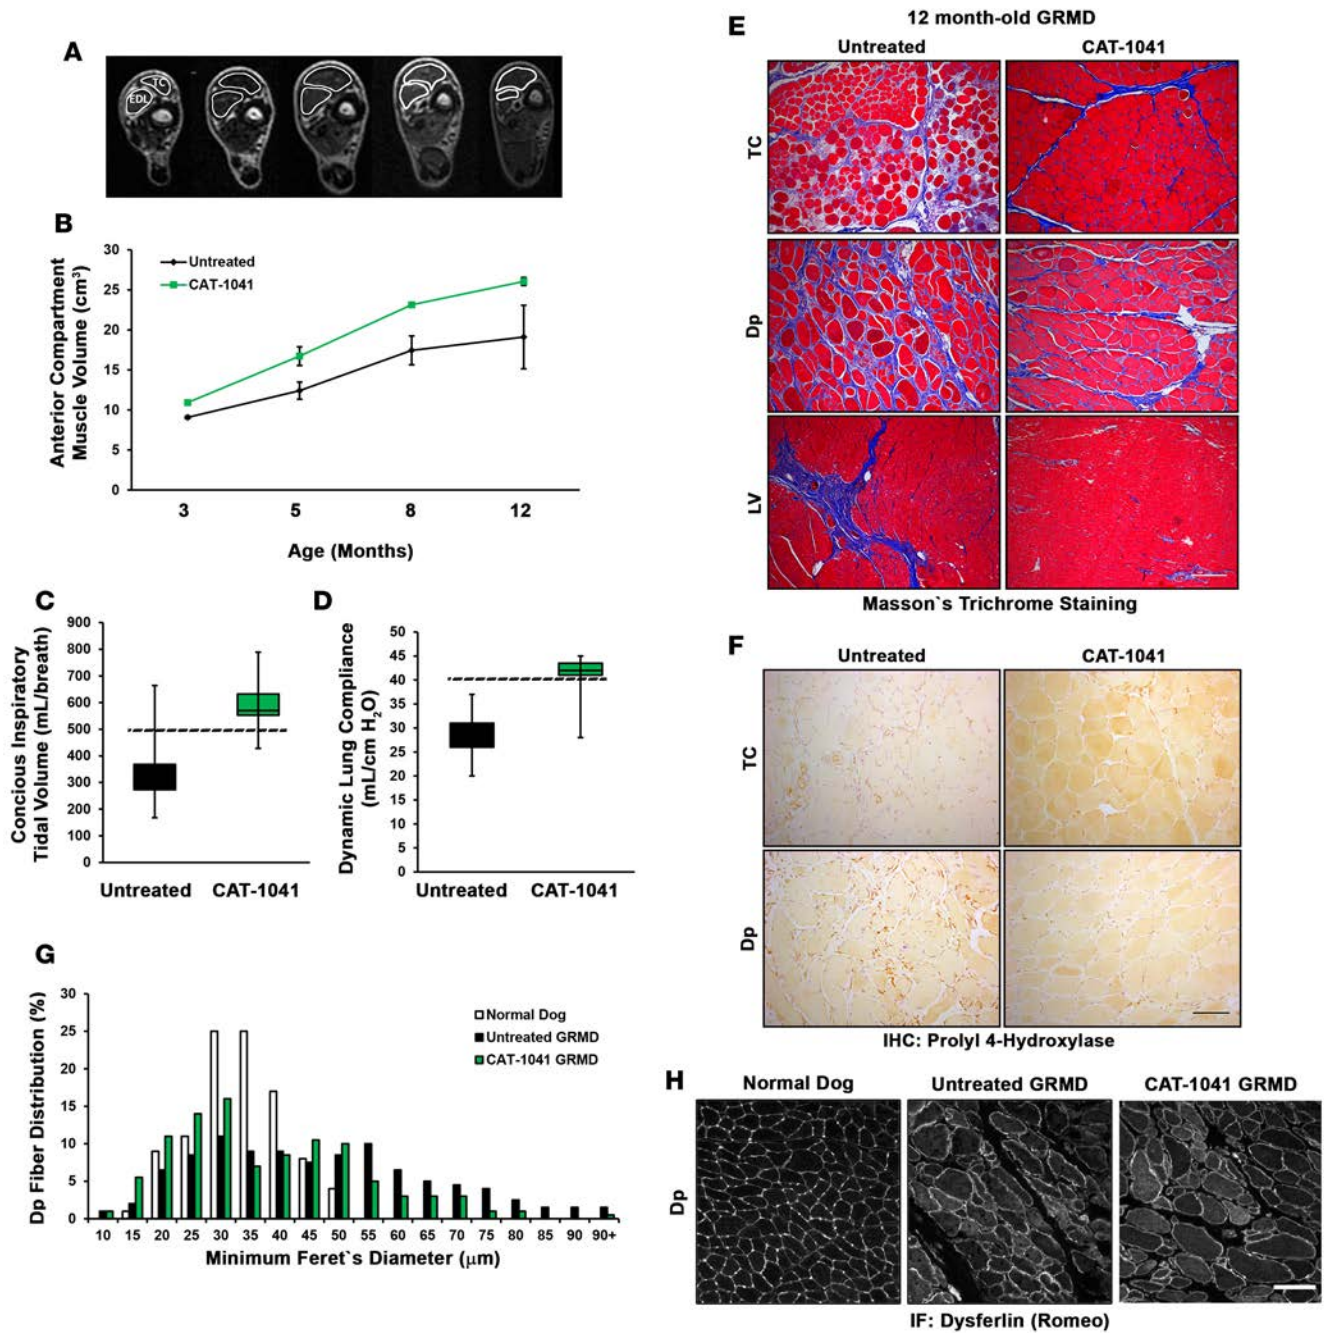 A
TC
EDL
B
Anterior Compartment
Muscle Volume (cm³)
30
25
20
15
10
5
0
Untreated
CAT-1041
3 5 8 12
Age (Months)
C
Concious Inspiratory
Tidal Volume (mL/breath)
900
800
700
600
500
400
300
200
100
0
Untreated CAT-1041
D
Dynamic Lung Compliance
(mL/cm H₂O)
50
45
40
35
30
25
20
15
10
5
0
Untreated CAT-1041
E
12 month-old GRMD
Untreated CAT-1041
TC
Dp
LV
Masson`s Trichrome Staining
F
Untreated CAT-1041
TC
Dp
IHC: Prolyl 4-Hydroxylase
G
Dp Fiber Distribution (%)
30
25
20
15
10
5
0
Normal Dog
Untreated GRMD
CAT-1041 GRMD
10 15 20 25 30 35 40 45 50 55 60 65 70 75 80 85 90 90+
Minimum Feret`s Diameter (μm)
H
Normal Dog Untreated GRMD CAT-1041 GRMD
Dp
IF: Dysferlin (Romeo)